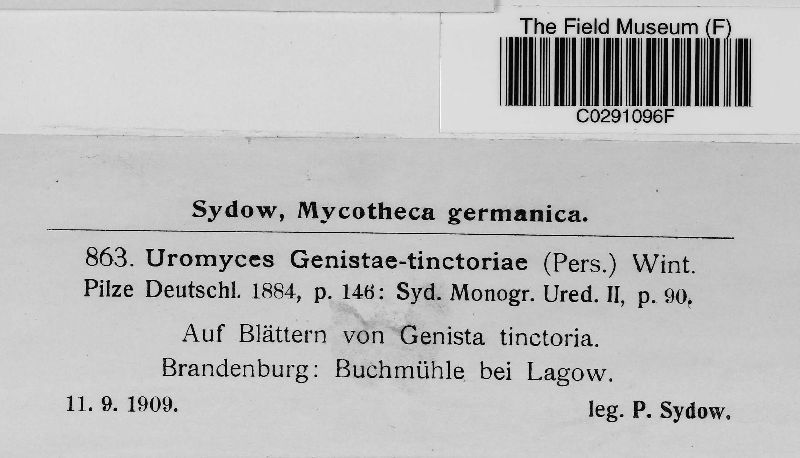 The Field Museum (F)
C0291096F
Sydow, Mycotheca germanica.
863. Uromyces Genistae-tinctoriae (Pers.) Wint.
Pilze Deutschl. 1884, p. 146: Syd. Monogr. Ured. II, p. 90.
Auf Blättern von Genista tinctoria.
Brandenburg: Buchmühle bei Lagow.
11. 9. 1909. leg. P. Sydow.